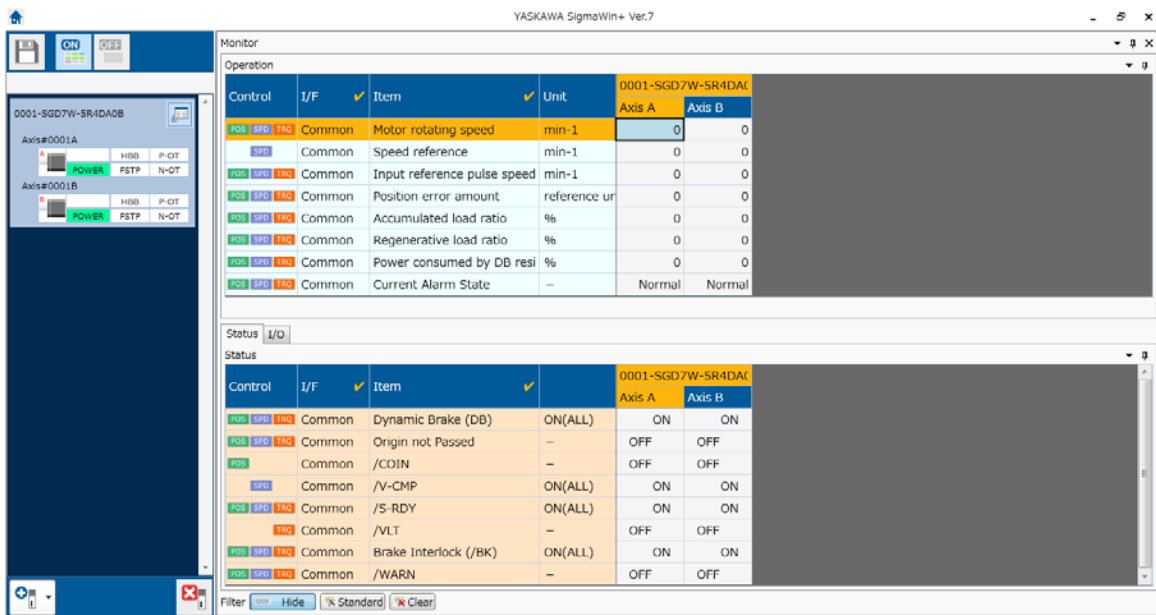 YASKAWA SigmaWin+ Ver.7
ON OFF
0001-SGD7W-5R4DA0B
Axis#0001A
A HBB P-OT
POWER FSTP N-OT
Axis#0001B
B HBB P-OT
POWER FSTP N-OT
Monitor
Operation
Control I/F Item Unit 0001-SGD7W-5R4DA(
Axis A Axis B
POS SPD TRQ Common Motor rotating speed min-1 0 0
SPD Common Speed reference min-1 0 0
POS SPD TRQ Common Input reference pulse speed min-1 0 0
POS SPD TRQ Common Position error amount reference ur 0 0
POS SPD TRQ Common Accumulated load ratio % 0 0
POS SPD TRQ Common Regenerative load ratio % 0 0
POS SPD TRQ Common Power consumed by DB resi % 0 0
POS SPD TRQ Common Current Alarm State – Normal Normal
Status I/O
Status
Control I/F Item 0001-SGD7W-5R4DA(
Axis A Axis B
POS SPD TRQ Common Dynamic Brake (DB) ON(ALL) ON ON
POS SPD TRQ Common Origin not Passed – OFF OFF
POS Common /COIN – OFF OFF
SPD Common /V-CMP ON(ALL) ON ON
POS SPD TRQ Common /S-RDY ON(ALL) ON ON
TRQ Common /VLT – OFF OFF
POS SPD TRQ Common Brake Interlock (/BK) ON(ALL) ON ON
POS SPD TRQ Common /WARN – OFF OFF
Filter Hide Standard Clear